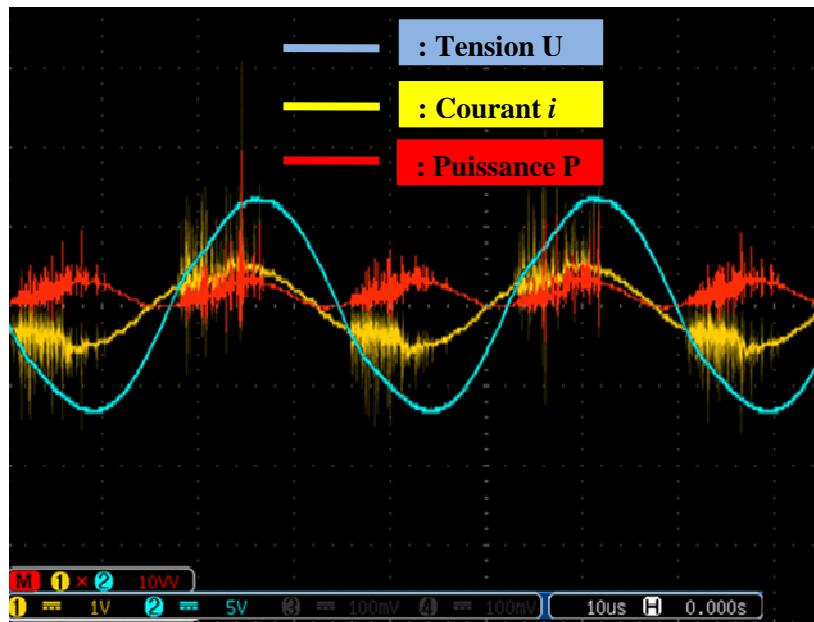 : Tension U
: Courant i
: Puissance P
M 1 × 2 10VV
1 1V 2 5V 3 100mV 4 100mV 10us H 0.000s